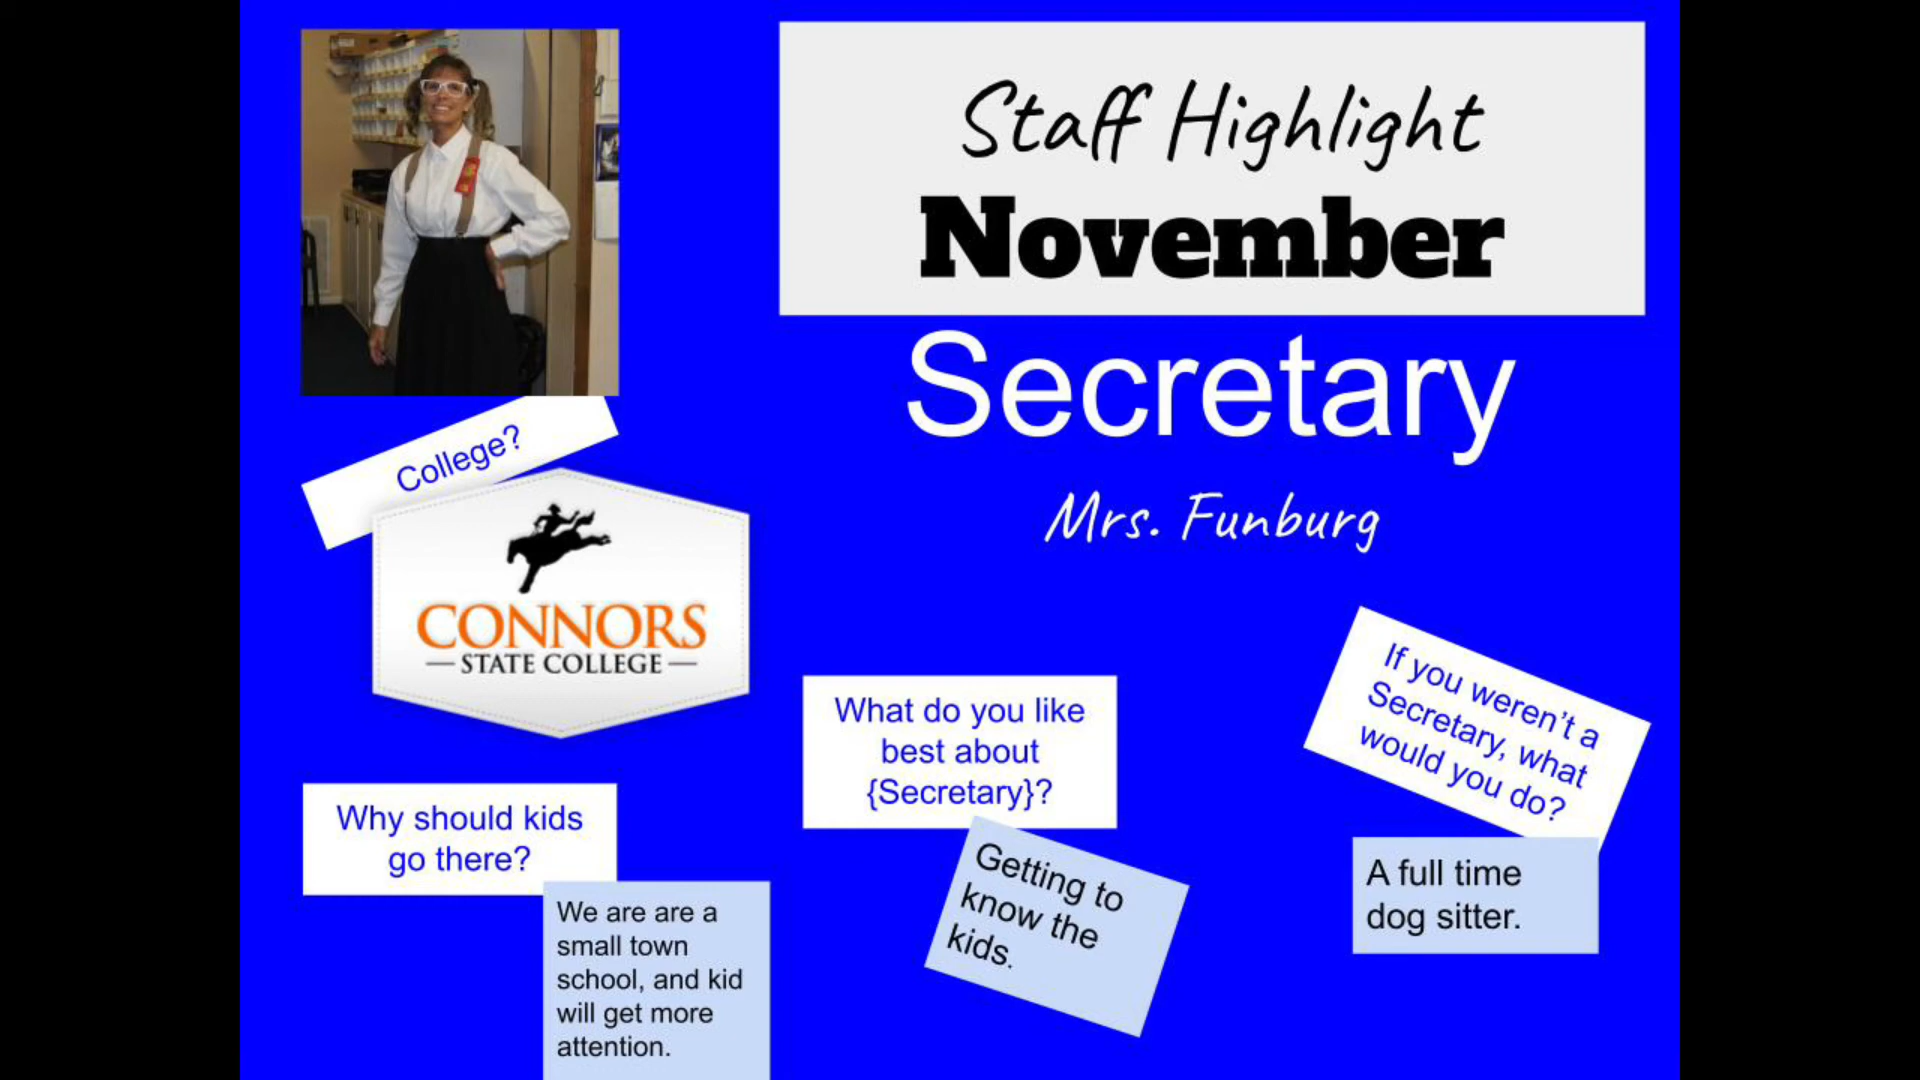 Staff Highlight
November
Secretary
Mrs. Funburg
College?
CONNORS
STATE COLLEGE
Why should kids
go there?
We are are a
small town
school, and kid
will get more
attention.
What do you like
best about
{Secretary}?
Getting to
know the
kids.
If you weren't a
Secretary, what
would you do?
A full time
dog sitter.